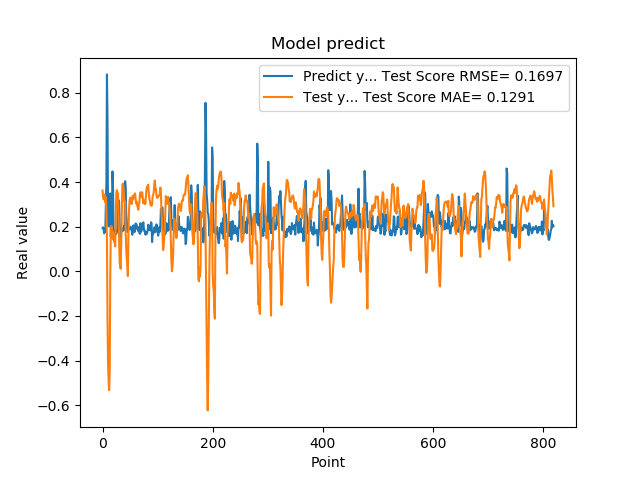 Model predict
Predict y... Test Score RMSE= 0.1697
Test y... Test Score MAE= 0.1291
0.8
0.6
0.4
0.2
0.0
−0.2
−0.4
−0.6
Real value
0 200 400 600 800
Point